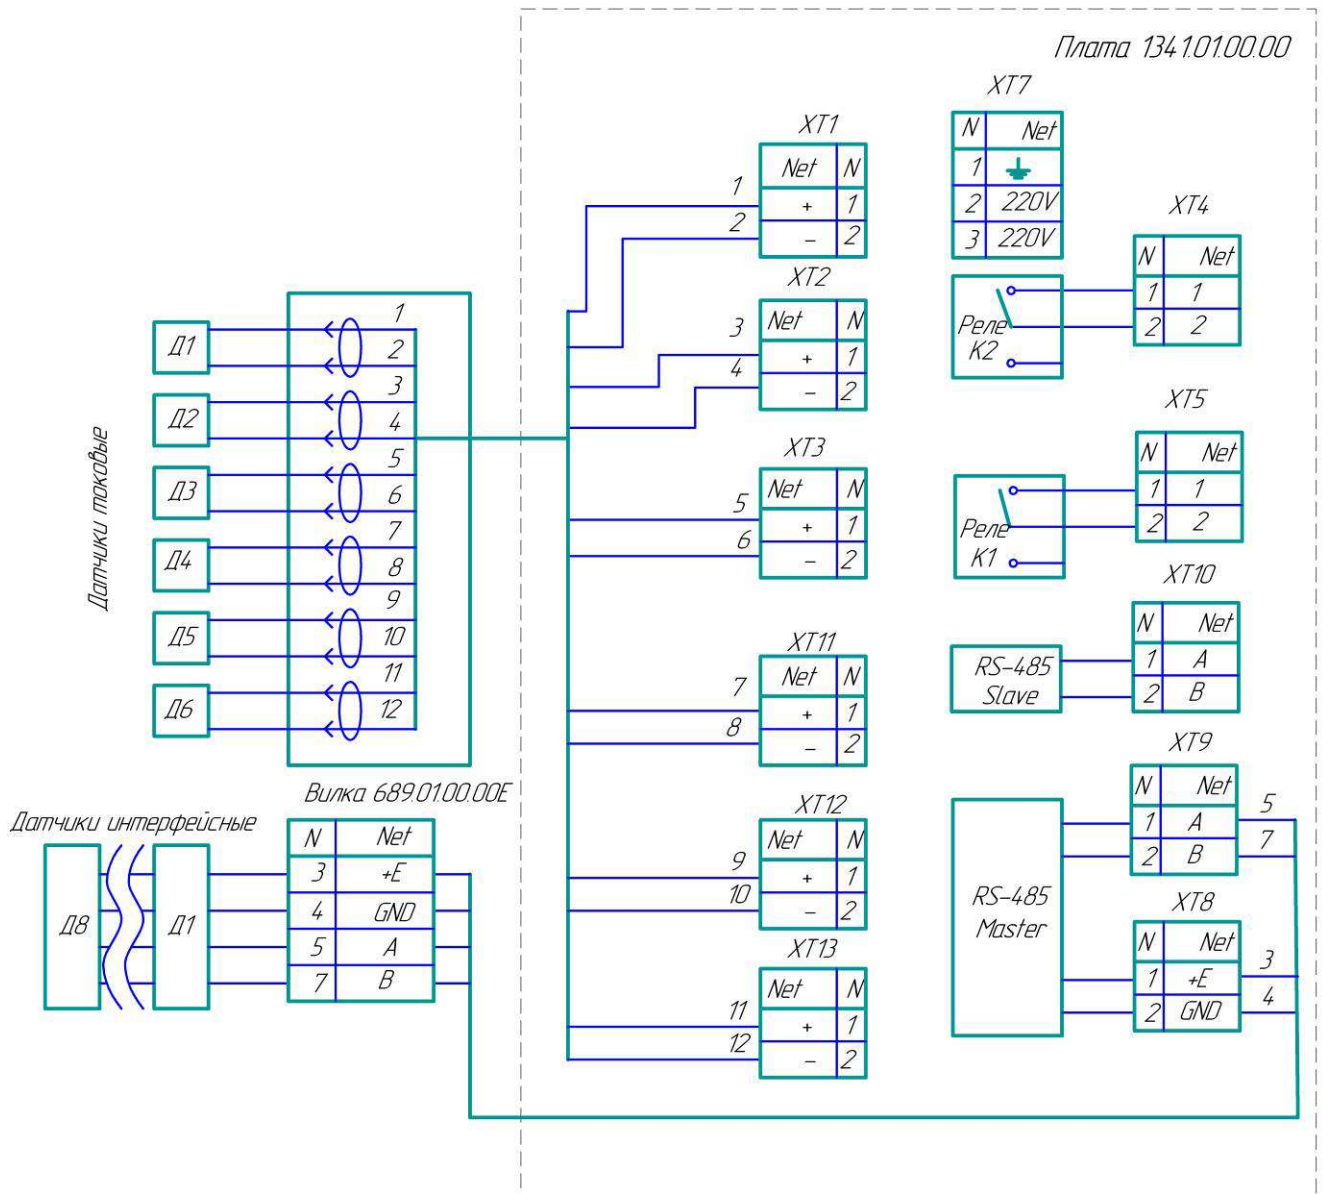 Плата 1341.01.00.00
XT7
N Net
1
2 220V
3 220V
XT1
Net N
1 + 1
2 – 2
XT4
N Net
1 1
2 2
Реле
K2
XT2
Net N
3 + 1
4 – 2
Датчики токовые
Д1
Д2
Д3
Д4
Д5
Д6
1
2
3
4
5
6
7
8
9
10
11
12
XT3
Net N
5 + 1
6 – 2
XT5
N Net
1 1
2 2
Реле
K1
XT10
N Net
1 A
2 B
RS-485
Slave
XT11
Net N
7 + 1
8 – 2
XT9
N Net
1 A 5
2 B 7
XT12
Net N
9 + 1
10 – 2
RS-485
Master
XT8
N Net
1 +E 3
2 GND 4
XT13
Net N
11 + 1
12 – 2
Вилка 689.01.00.00E
Датчики интерфейсные
Д8
Д1
N Net
3 +E
4 GND
5 A
7 B